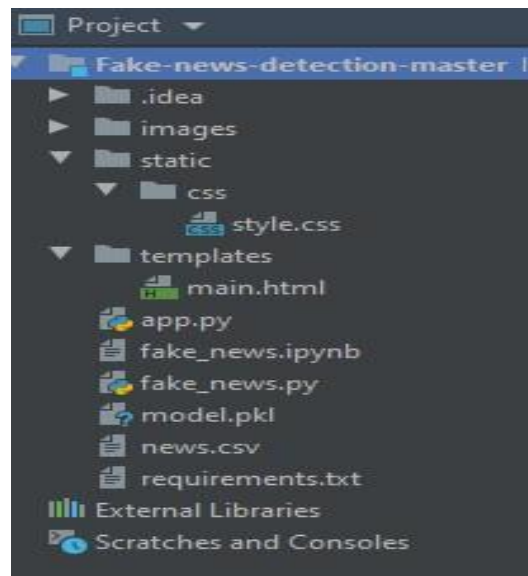 Project
Fake-news-detection-master
.idea
images
static
css
style.css
templates
main.html
app.py
fake_news.ipynb
fake_news.py
model.pkl
news.csv
requirements.txt
External Libraries
Scratches and Consoles